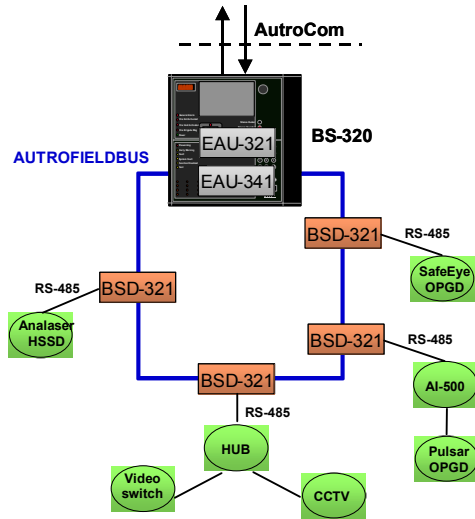 AutroCom
BS-320
EAU-321
AUTROFIELDBUS
EAU-341
BSD-321
RS-485
SafeEye
OPGD
RS-485
BSD-321
Analaser
HSSD
BSD-321
RS-485
AI-500
BSD-321
RS-485
HUB
Pulsar
OPGD
Video
switch
CCTV